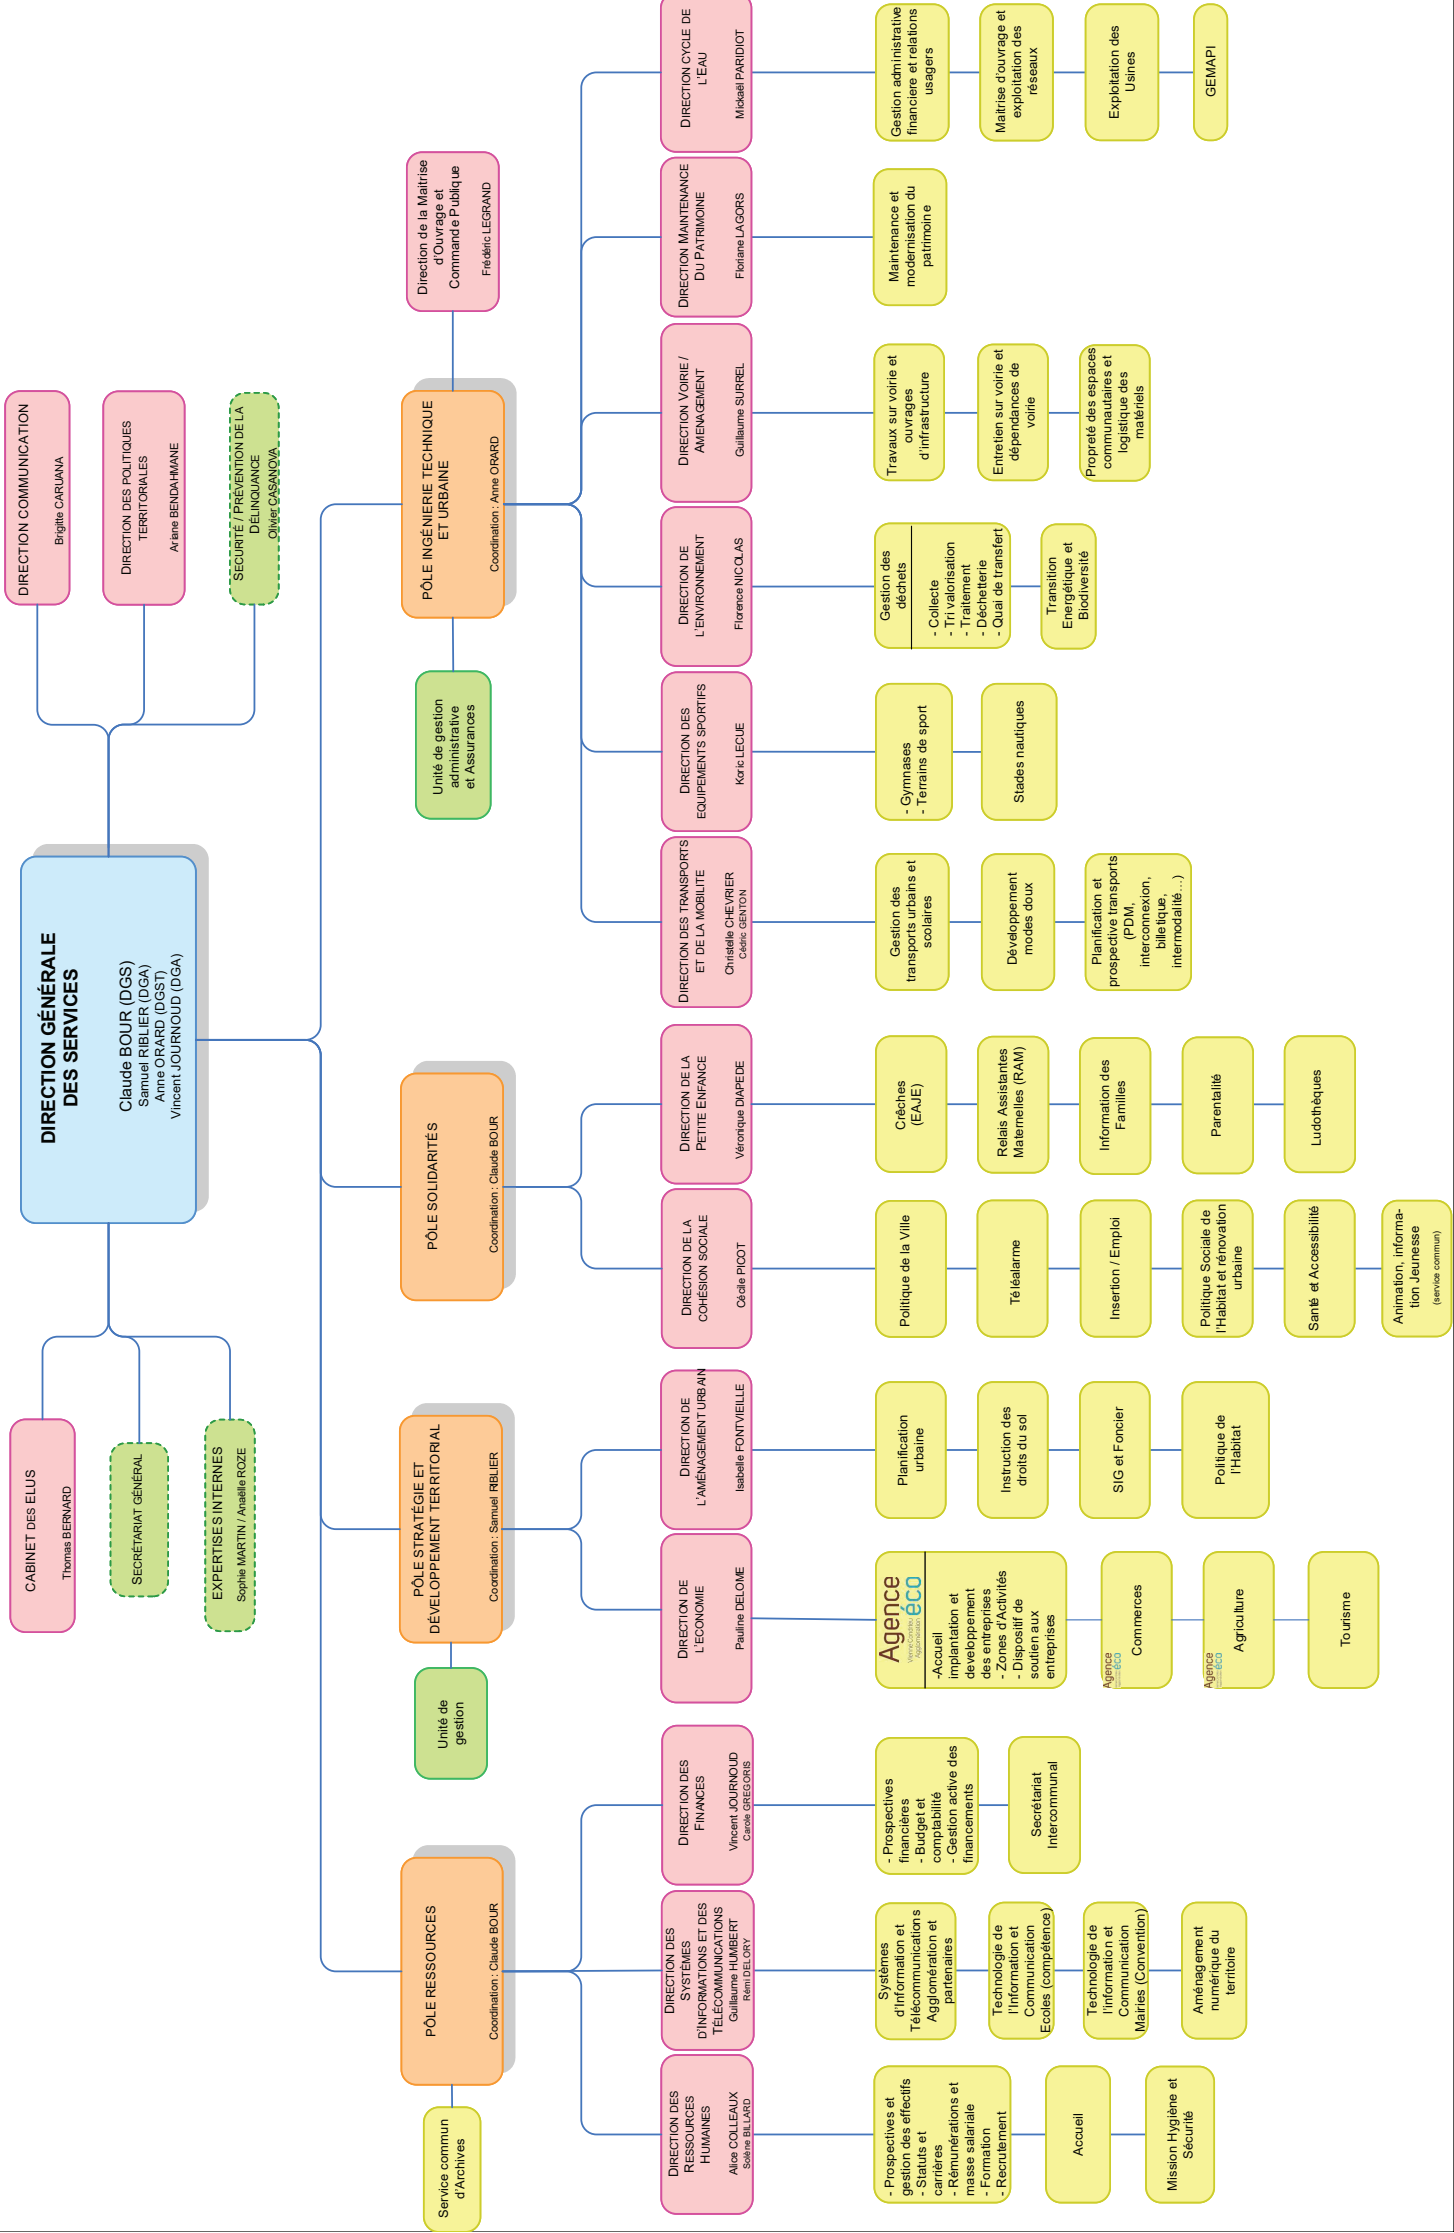 DIRECTION GÉNÉRALE
DES SERVICES
Claude BOUR (DGS)
Samuel RIBLIER (DGA)
Anne ORARD (DGST)
Vincent JOURNOUD (DGA)
CABINET DES ELUS
Thomas BERNARD
SECRÉTARIAT GÉNÉRAL
EXPERTISES INTERNES
Sophie MARTIN / Anaëlle ROZE
DIRECTION COMMUNICATION
Brigitte CARUANA
DIRECTION DES POLITIQUES
TERRITORIALES
Ariane BENDAHMANE
SECURITÉ / PRÉVENTION DE LA
DÉLINQUANCE
Olivier CASANOVA
Service commun
d'Archives
PÔLE RESSOURCES
Coordination : Claude BOUR
Unité de
gestion
PÔLE STRATÉGIE ET
DÉVELOPPEMENT TERRITORIAL
Coordination : Samuel RIBLIER
PÔLE SOLIDARITÉS
Coordination : Claude BOUR
Unité de gestion
administrative
et Assurances
PÔLE INGÉNIERIE TECHNIQUE
ET URBAINE
Coordination : Anne ORARD
Direction de la Maitrise
d'Ouvrage et
Commande Publique
Frédéric LEGRAND
DIRECTION DES
RESSOURCES
HUMAINES
Alice COLLEAUX
Solène BILLARD
- Prospectives et
gestion des effectifs
- Statuts et
carrières
- Rémunérations et
masse salariale
- Formation
- Recrutement
Accueil
Mission Hygiène et
Sécurité
DIRECTION DES
SYSTÈMES
D'INFORMATIONS ET DES
TÉLÉCOMMUNICATIONS
Guillaume HUMBERT
Rémi DELORY
Systèmes
d'Information et
Télécommunications
Agglomération et
partenaires
Technologie de
l'Information et
Communication
Ecoles (compétence)
Technologie de
l'Information et
Communication
Mairies (Convention)
Aménagement
numérique du
territoire
DIRECTION DES
FINANCES
Vincent JOURNOUD
Carole GREGORIS
- Prospectives
financières
- Budget et
comptabilité
- Gestion active des
financements
Secrétariat
Intercommunal
DIRECTION DE
L'ECONOMIE
Pauline DELOME
Agence
Vienne Condrieu
Agglomération
éco
-Accueil
implantation et
developpement
des entreprises
- Zones d'Activités
- Dispositif de
soutien aux
entreprises
Agence
éco
Commerces
Agence
éco
Agriculture
Tourisme
DIRECTION DE
L'AMÉNAGEMENT URBAIN
Isabelle FONTVIEILLE
Planification
urbaine
Instruction des
droits du sol
SIG et Foncier
Politique de
l'Habitat
DIRECTION DE LA
COHÉSION SOCIALE
Cécile PICOT
Politique de la Ville
Téléalarme
Insertion / Emploi
Politique Sociale de
l'Habitat et rénovation
urbaine
Santé et Accessibilité
Animation, informa-
tion Jeunesse
(service commun)
DIRECTION DE LA
PETITE ENFANCE
Véronique DIAPEDE
Crêches
(EAJE)
Relais Assistantes
Maternelles (RAM)
Information des
Familles
Parentalité
Ludothèques
DIRECTION DES TRANSPORTS
ET DE LA MOBILITE
Christelle CHEVRIER
Cédric GENTON
Gestion des
transports urbains et
scolaires
Développement
modes doux
Planification et
prospective transports
(PDM,
interconnexion,
billetique,
intermodalité…)
DIRECTION DES
EQUIPEMENTS SPORTIFS
Koric LECUE
- Gymnases
- Terrains de sport
Stades nautiques
DIRECTION DE
L'ENVIRONNEMENT
Florence NICOLAS
Gestion des
déchets
- Collecte
- Tri valorisation
- Traitement
- Déchetterie
- Quai de transfert
Transition
Energétique et
Biodiversité
DIRECTION VOIRIE /
AMENAGEMENT
Guillaume SURREL
Travaux sur voirie et
ouvrages
d'infrastructure
Entretien sur voirie et
dépendances de
voirie
Propreté des espaces
communautaires et
logistique des
matériels
DIRECTION MAINTENANCE
DU PATRIMOINE
Floriane LAGORS
Maintenance et
modernisation du
patrimoine
DIRECTION CYCLE DE
L'EAU
Mickaël PARIDIOT
Gestion administrative
financiere et relations
usagers
Maitrise d'ouvrage et
exploitation des
réseaux
Exploitation des
Usines
GEMAPI